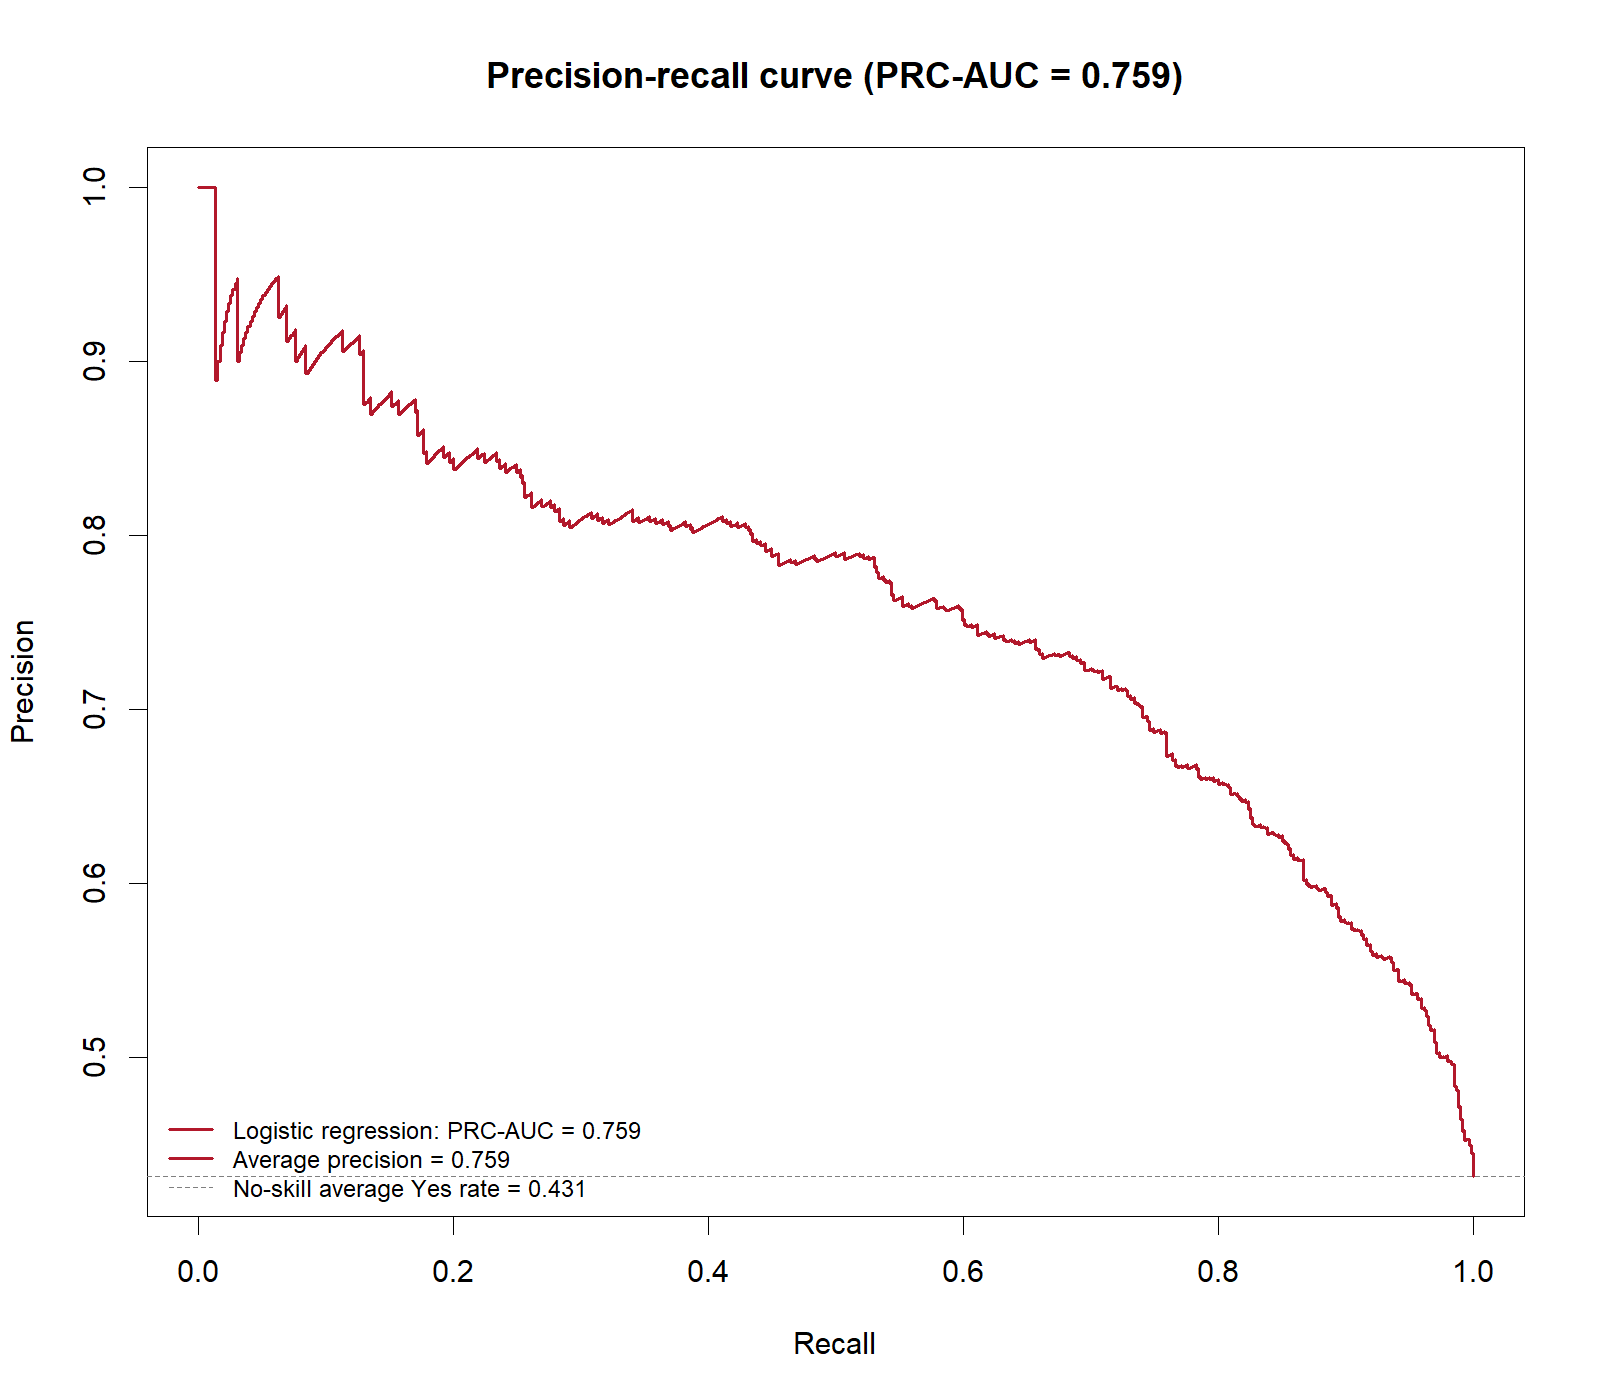 Precision-recall curve (PRC-AUC = 0.759)
Precision
1.0
0.9
0.8
0.7
0.6
0.5
Logistic regression: PRC-AUC = 0.759
Average precision = 0.759
No-skill average Yes rate = 0.431
0.0 0.2 0.4 0.6 0.8 1.0
Recall